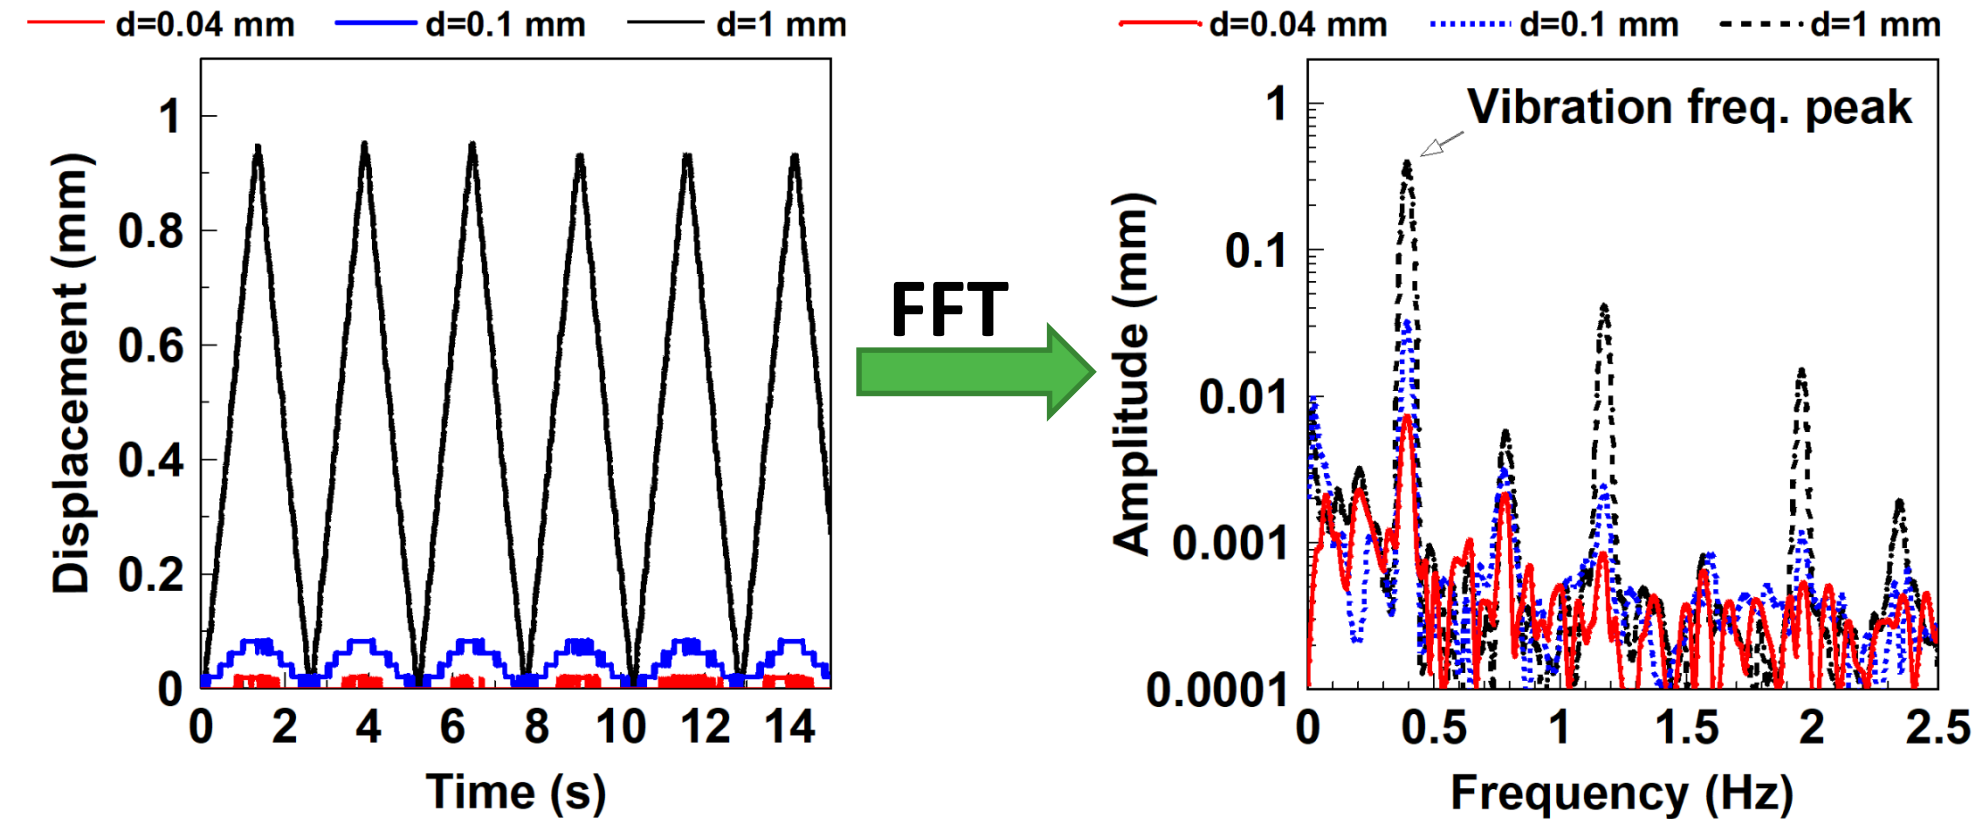 d=0.04 mm d=0.1 mm d=1 mm
Displacement (mm)
1
0.8
0.6
0.4
0.2
0
0 2 4 6 8 10 12 14
Time (s)
FFT
d=0.04 mm d=0.1 mm d=1 mm
Vibration freq. peak
Amplitude (mm)
1
0.1
0.01
0.001
0.0001
0 0.5 1 1.5 2 2.5
Frequency (Hz)